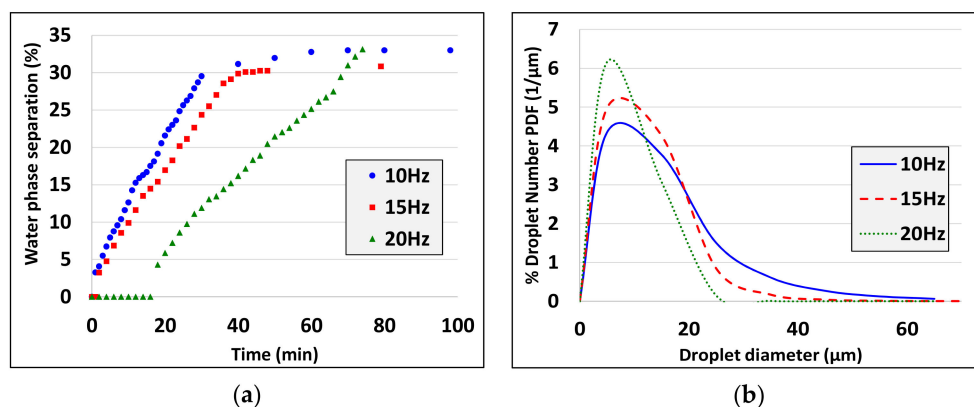 35
30
25
20
15
10
5
0
Water phase separation (%)
0 20 40 60 80 100
Time (min)
10Hz
15Hz
20Hz
(a)
7
6
5
4
3
2
1
0
% Droplet Number PDF (1/μm)
0 20 40 60
Droplet diameter (μm)
10Hz
15Hz
20Hz
(b)